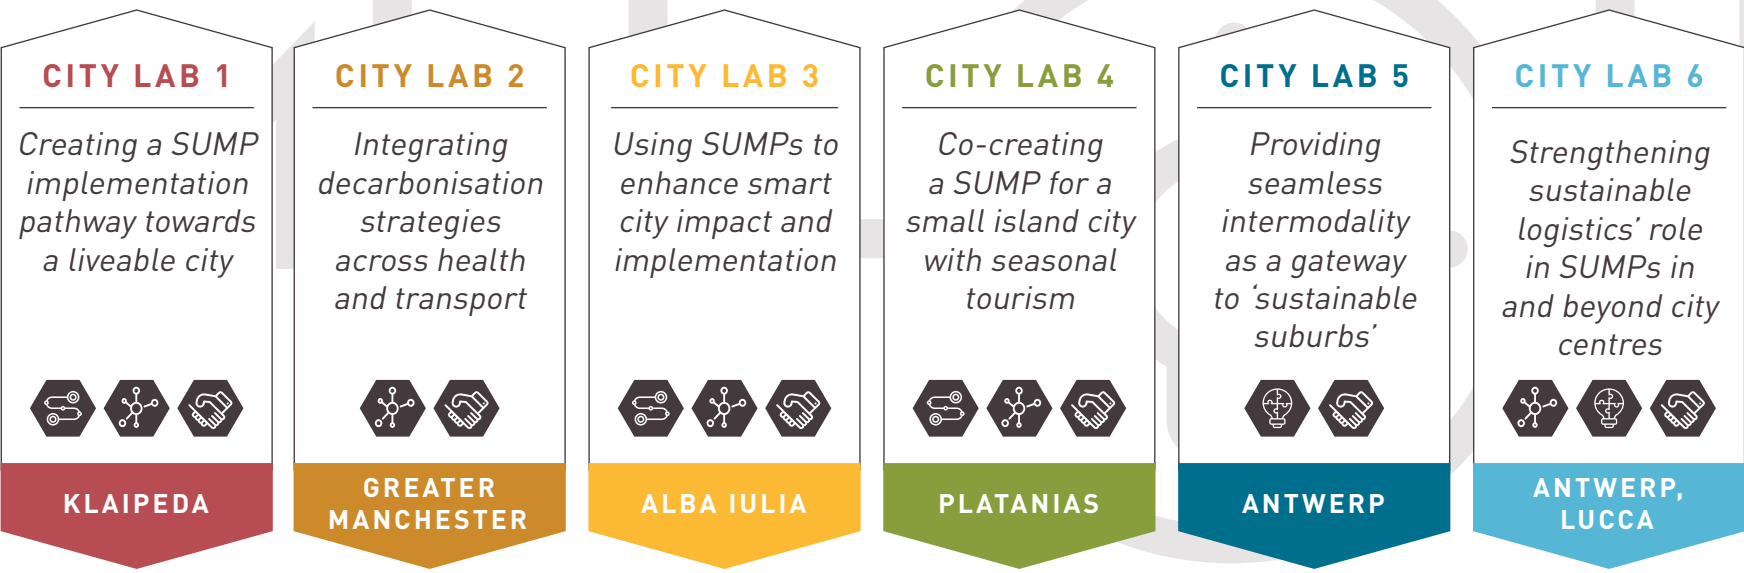 CITY LAB 1
Creating a SUMP
implementation
pathway towards
a liveable city
KLAIPEDA
CITY LAB 2
Integrating
decarbonisation
strategies
across health
and transport
GREATER
MANCHESTER
CITY LAB 3
Using SUMPs to
enhance smart
city impact and
implementation
ALBA IULIA
CITY LAB 4
Co-creating
a SUMP for a
small island city
with seasonal
tourism
PLATANIAS
CITY LAB 5
Providing
seamless
intermodality
as a gateway
to ‘sustainable
suburbs’
ANTWERP
CITY LAB 6
Strengthening
sustainable
logistics’ role
in SUMPs in
and beyond city
centres
ANTWERP,
LUCCA